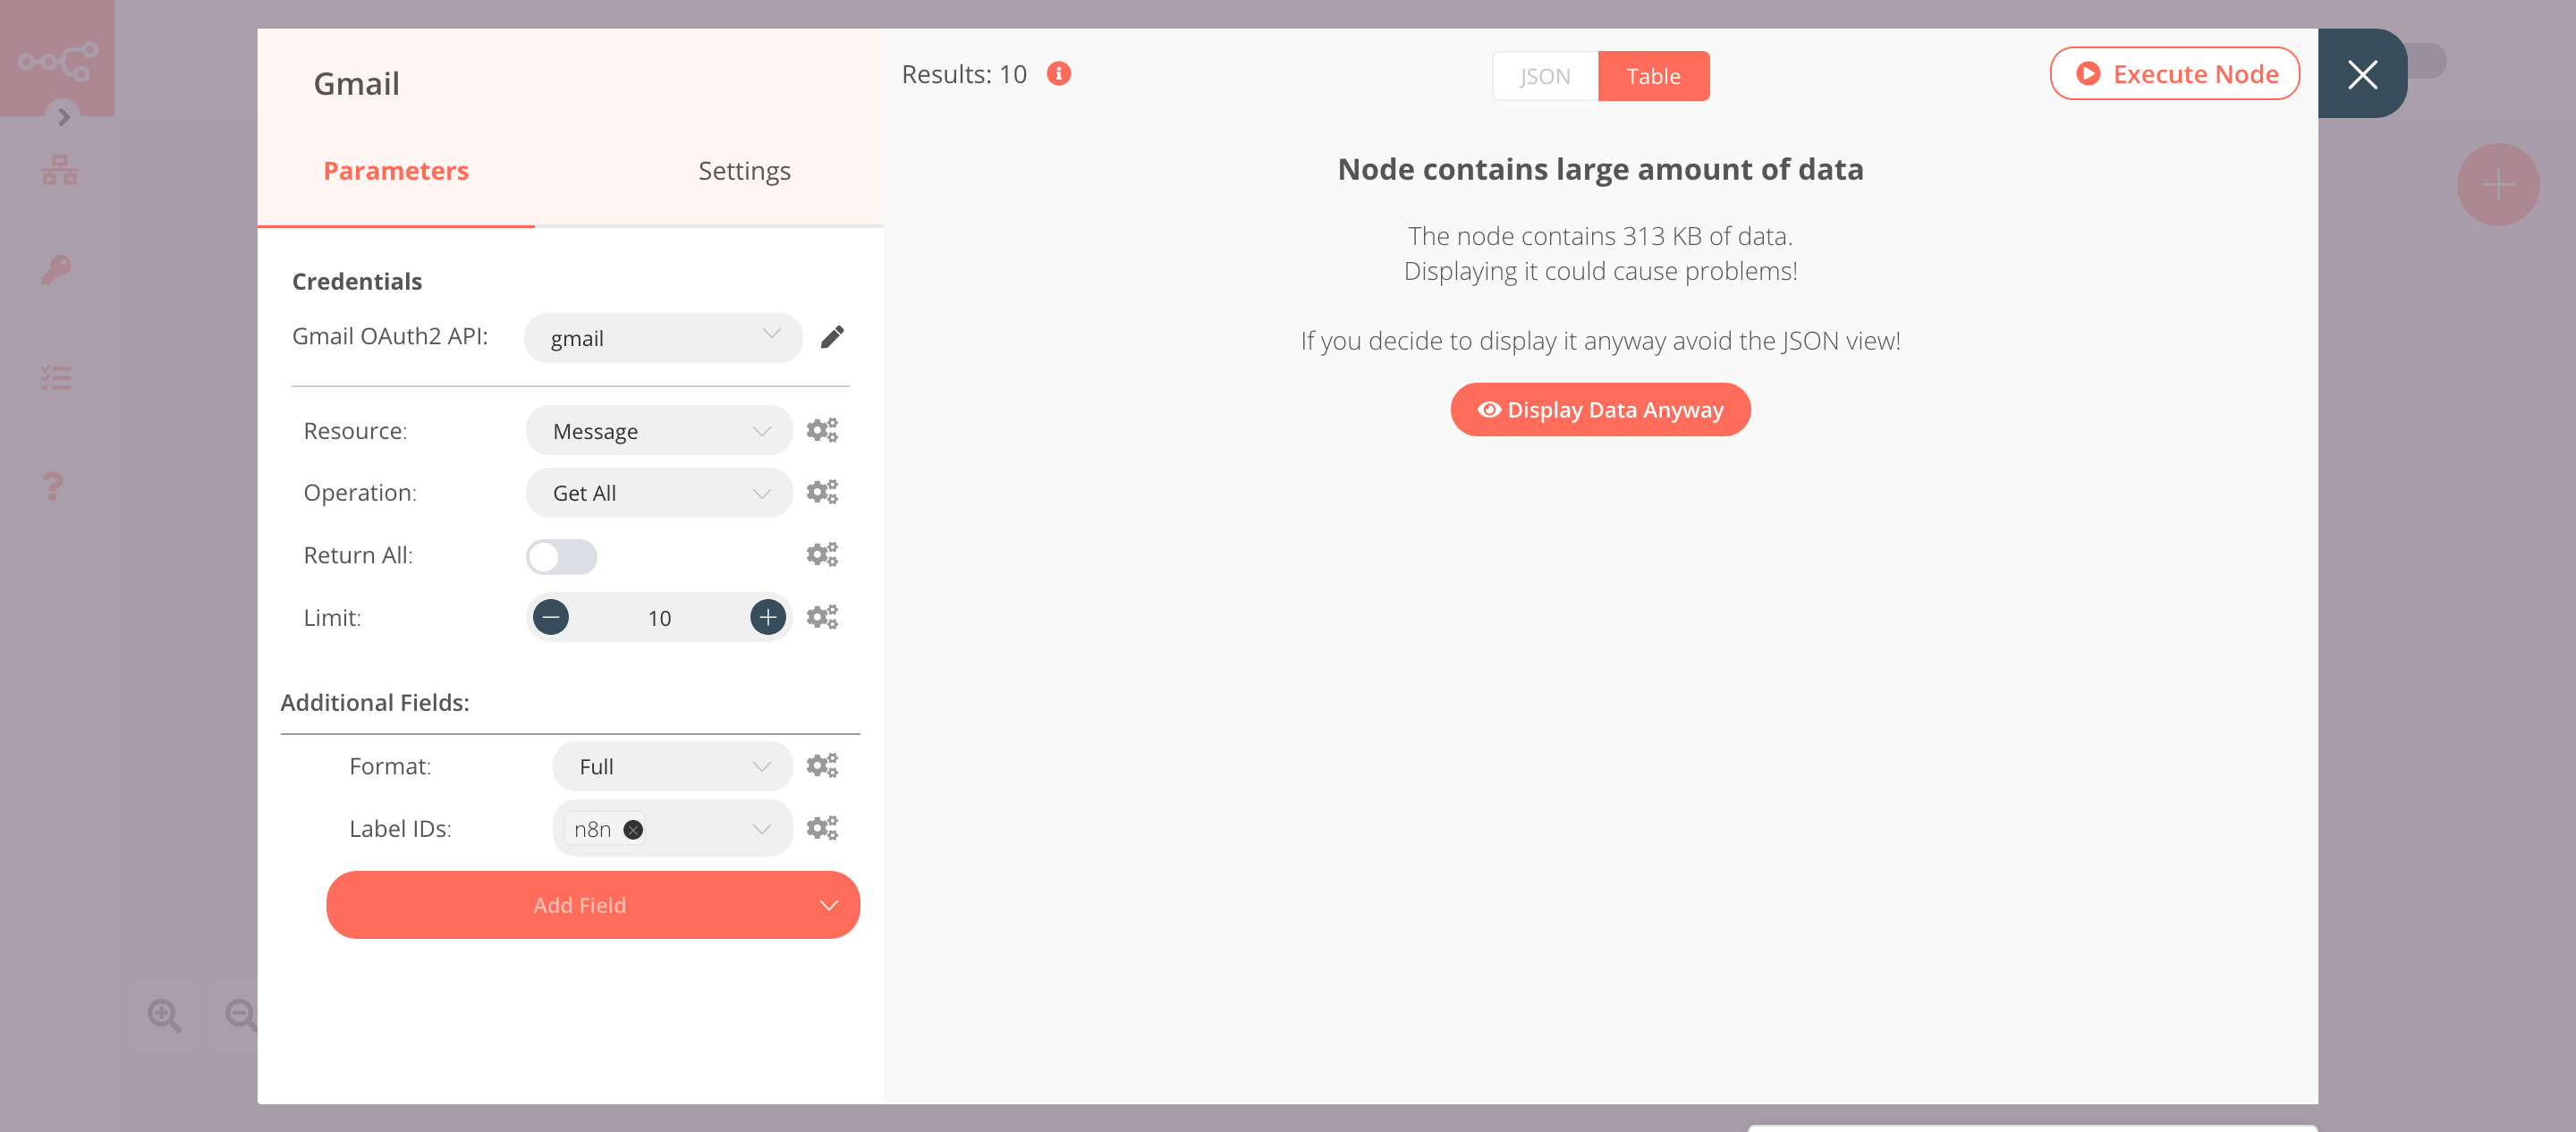 Gmail
Parameters
Settings
Credentials
Gmail OAuth2 API:
gmail
Resource:
Message
Operation:
Get All
Return All:
Limit:
10
Additional Fields:
Format:
Full
Label IDs:
n8n
Add Field
Results: 10
JSON
Table
Execute Node
Node contains large amount of data
The node contains 313 KB of data.
Displaying it could cause problems!
If you decide to display it anyway avoid the JSON view!
Display Data Anyway